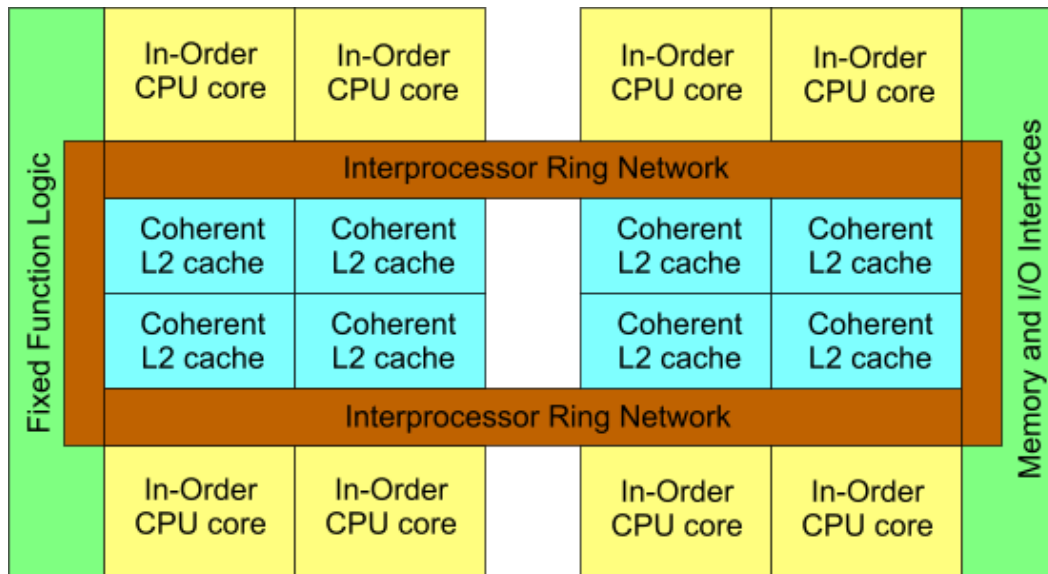 Fixed Function Logic
In-Order
CPU core
In-Order
CPU core
In-Order
CPU core
In-Order
CPU core
Interprocessor Ring Network
Coherent
L2 cache
Coherent
L2 cache
Coherent
L2 cache
Coherent
L2 cache
Coherent
L2 cache
Coherent
L2 cache
Coherent
L2 cache
Coherent
L2 cache
Interprocessor Ring Network
In-Order
CPU core
In-Order
CPU core
In-Order
CPU core
In-Order
CPU core
Memory and I/O Interfaces